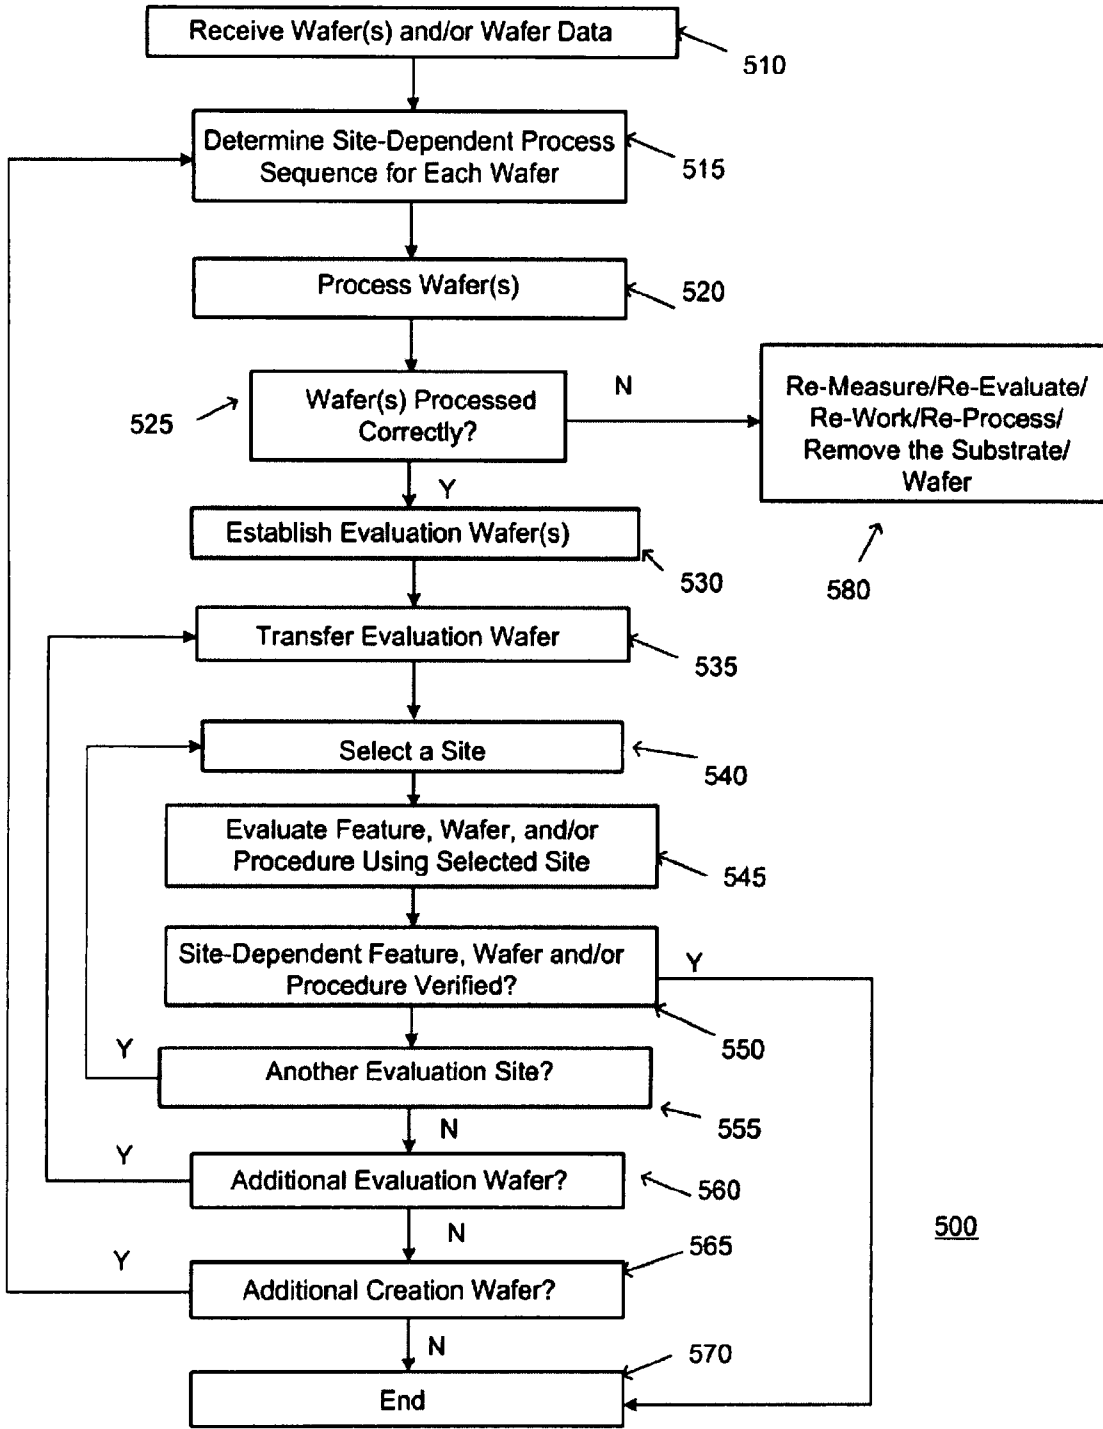 Receive Wafer(s) and/or Wafer Data
510
Determine Site-Dependent Process
Sequence for Each Wafer
515
Process Wafer(s)
520
Wafer(s) Processed
Correctly?
525
N
Re-Measure/Re-Evaluate/
Re-Work/Re-Process/
Remove the Substrate/
Wafer
580
Y
Establish Evaluation Wafer(s)
530
Transfer Evaluation Wafer
535
Select a Site
540
Evaluate Feature, Wafer, and/or
Procedure Using Selected Site
545
Site-Dependent Feature, Wafer and/or
Procedure Verified?
Y
550
Y
Another Evaluation Site?
555
N
Y
Additional Evaluation Wafer?
560
N
500
Y
Additional Creation Wafer?
565
N
End
570